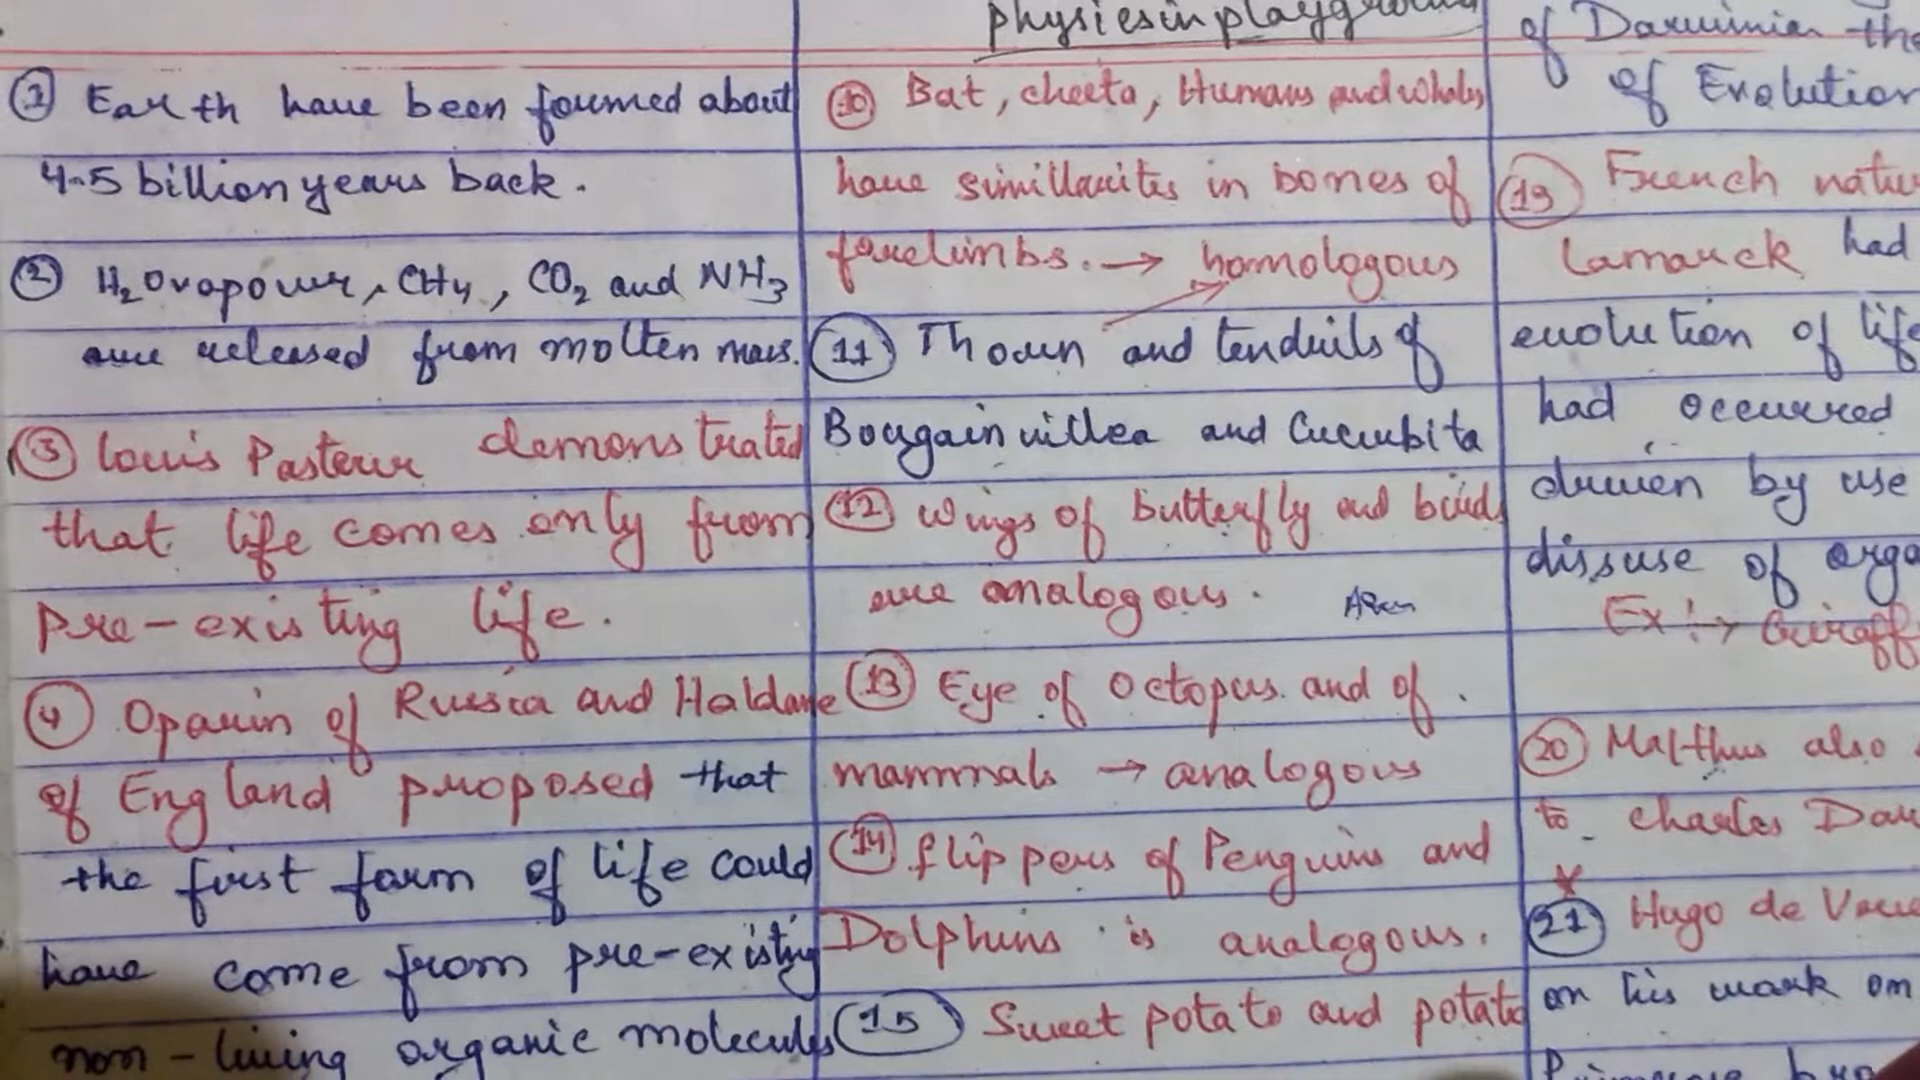 ① Earth have been formed about
4.5 billion years back.
② H₂O vapour, CH₄, CO₂ and NH₃
are released from molten mass.
③ Louis Pasteur demonstrated
that life comes only from
pre-existing life.
④ Oparin of Russia and Haldane
of England proposed that
the first form of life could
have come from pre-existing
non-living organic molecules
physicsinplayground
⑩ Bat, cheeta, Humans and whales
have simillarites in bones of
forelimbs. → homologous
⑪ Thorn and tendrils of
Bougainvillea and Cucurbita
⑫ Wings of butterfly and birds
are analogous.
⑬ Eye of Octopus and of
mammals → analogous
⑭ flippers of Penguins and
Dolphins is analogous.
⑮ Sweet potato and potato
of Darwinian the
of Evolution
⑲ French natu
Lamarck had
evolution of life
had occurred
driven by use
dissuse of orga
Ex:→ Giraff
⑳ Malthus also
to charles Dar
㉑ Hugo de Vrie
on his work on